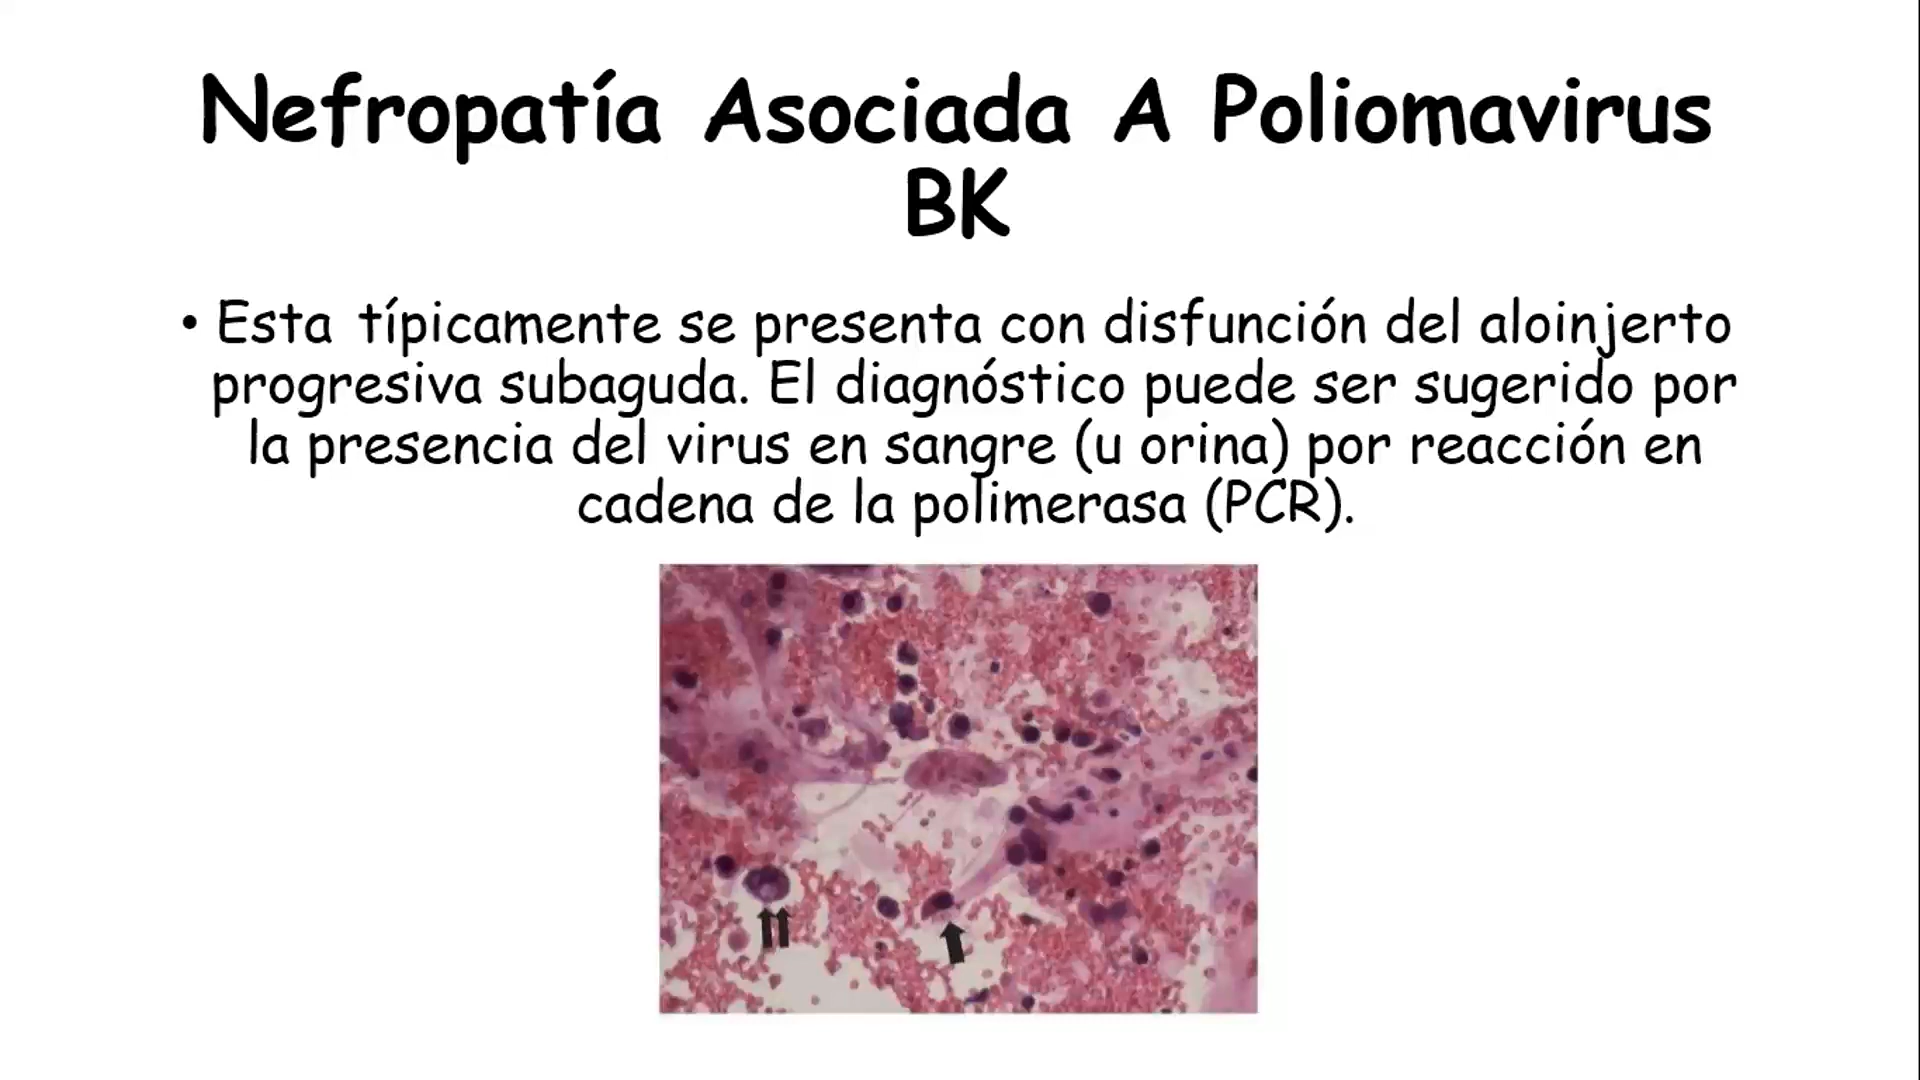 Nefropatía Asociada A Poliomavirus
BK
• Esta típicamente se presenta con disfunción del aloinjerto
progresiva subaguda. El diagnóstico puede ser sugerido por
la presencia del virus en sangre (u orina) por reacción en
cadena de la polimerasa (PCR).